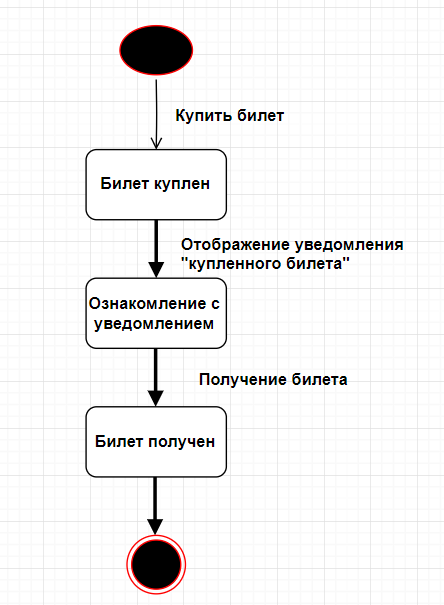 Купить билет
Билет куплен
Отображение уведомления
"купленного билета"
Ознакомление с
уведомлением
Получение билета
Билет получен